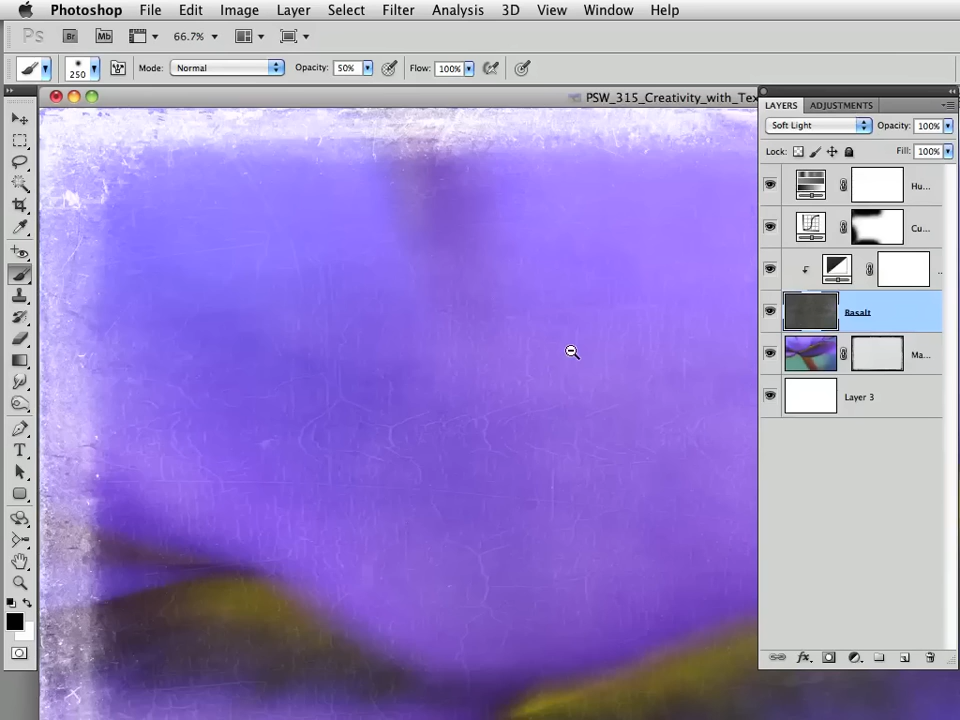 Photoshop File Edit Image Layer Select Filter Analysis 3D View Window Help
Ps Br Mb 66.7%
250 Mode: Normal Opacity: 50% Flow: 100%
PSW_315_Creativity_with_Tex
LAYERS ADJUSTMENTS
Soft Light Opacity: 100%
Lock: Fill: 100%
Hu...
Cu...
..
Basalt
Ma...
Layer 3
T
fx